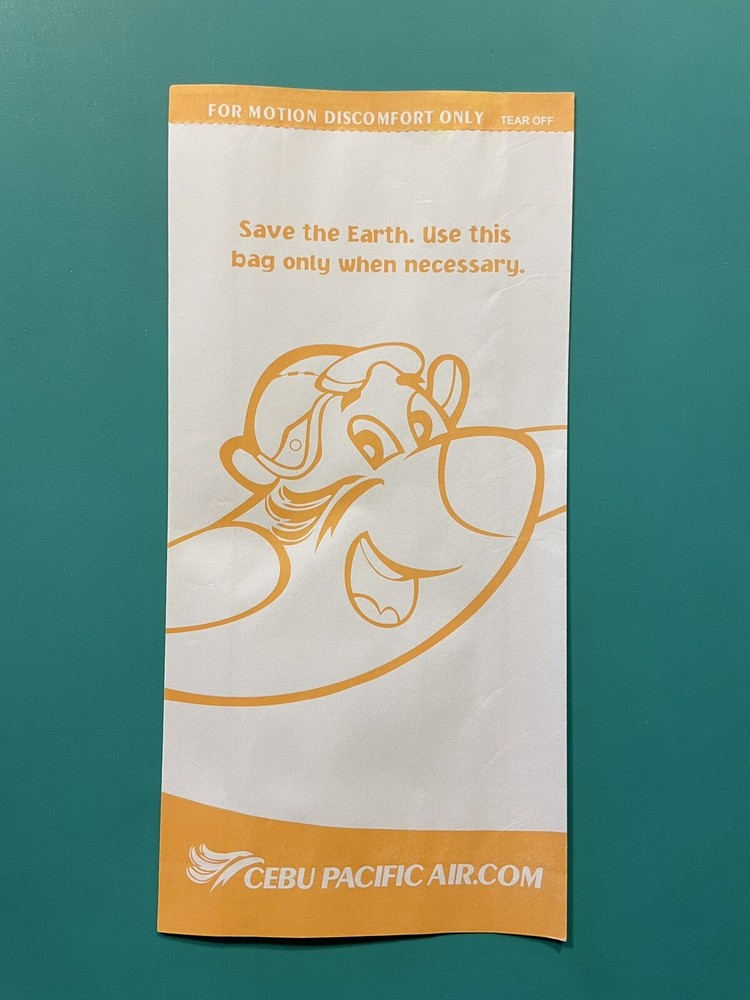 FOR MOTION DISCOMFORT ONLY TEAR OFF
Save the Earth. Use this
bag only when necessary.
CEBU PACIFIC AIR.COM